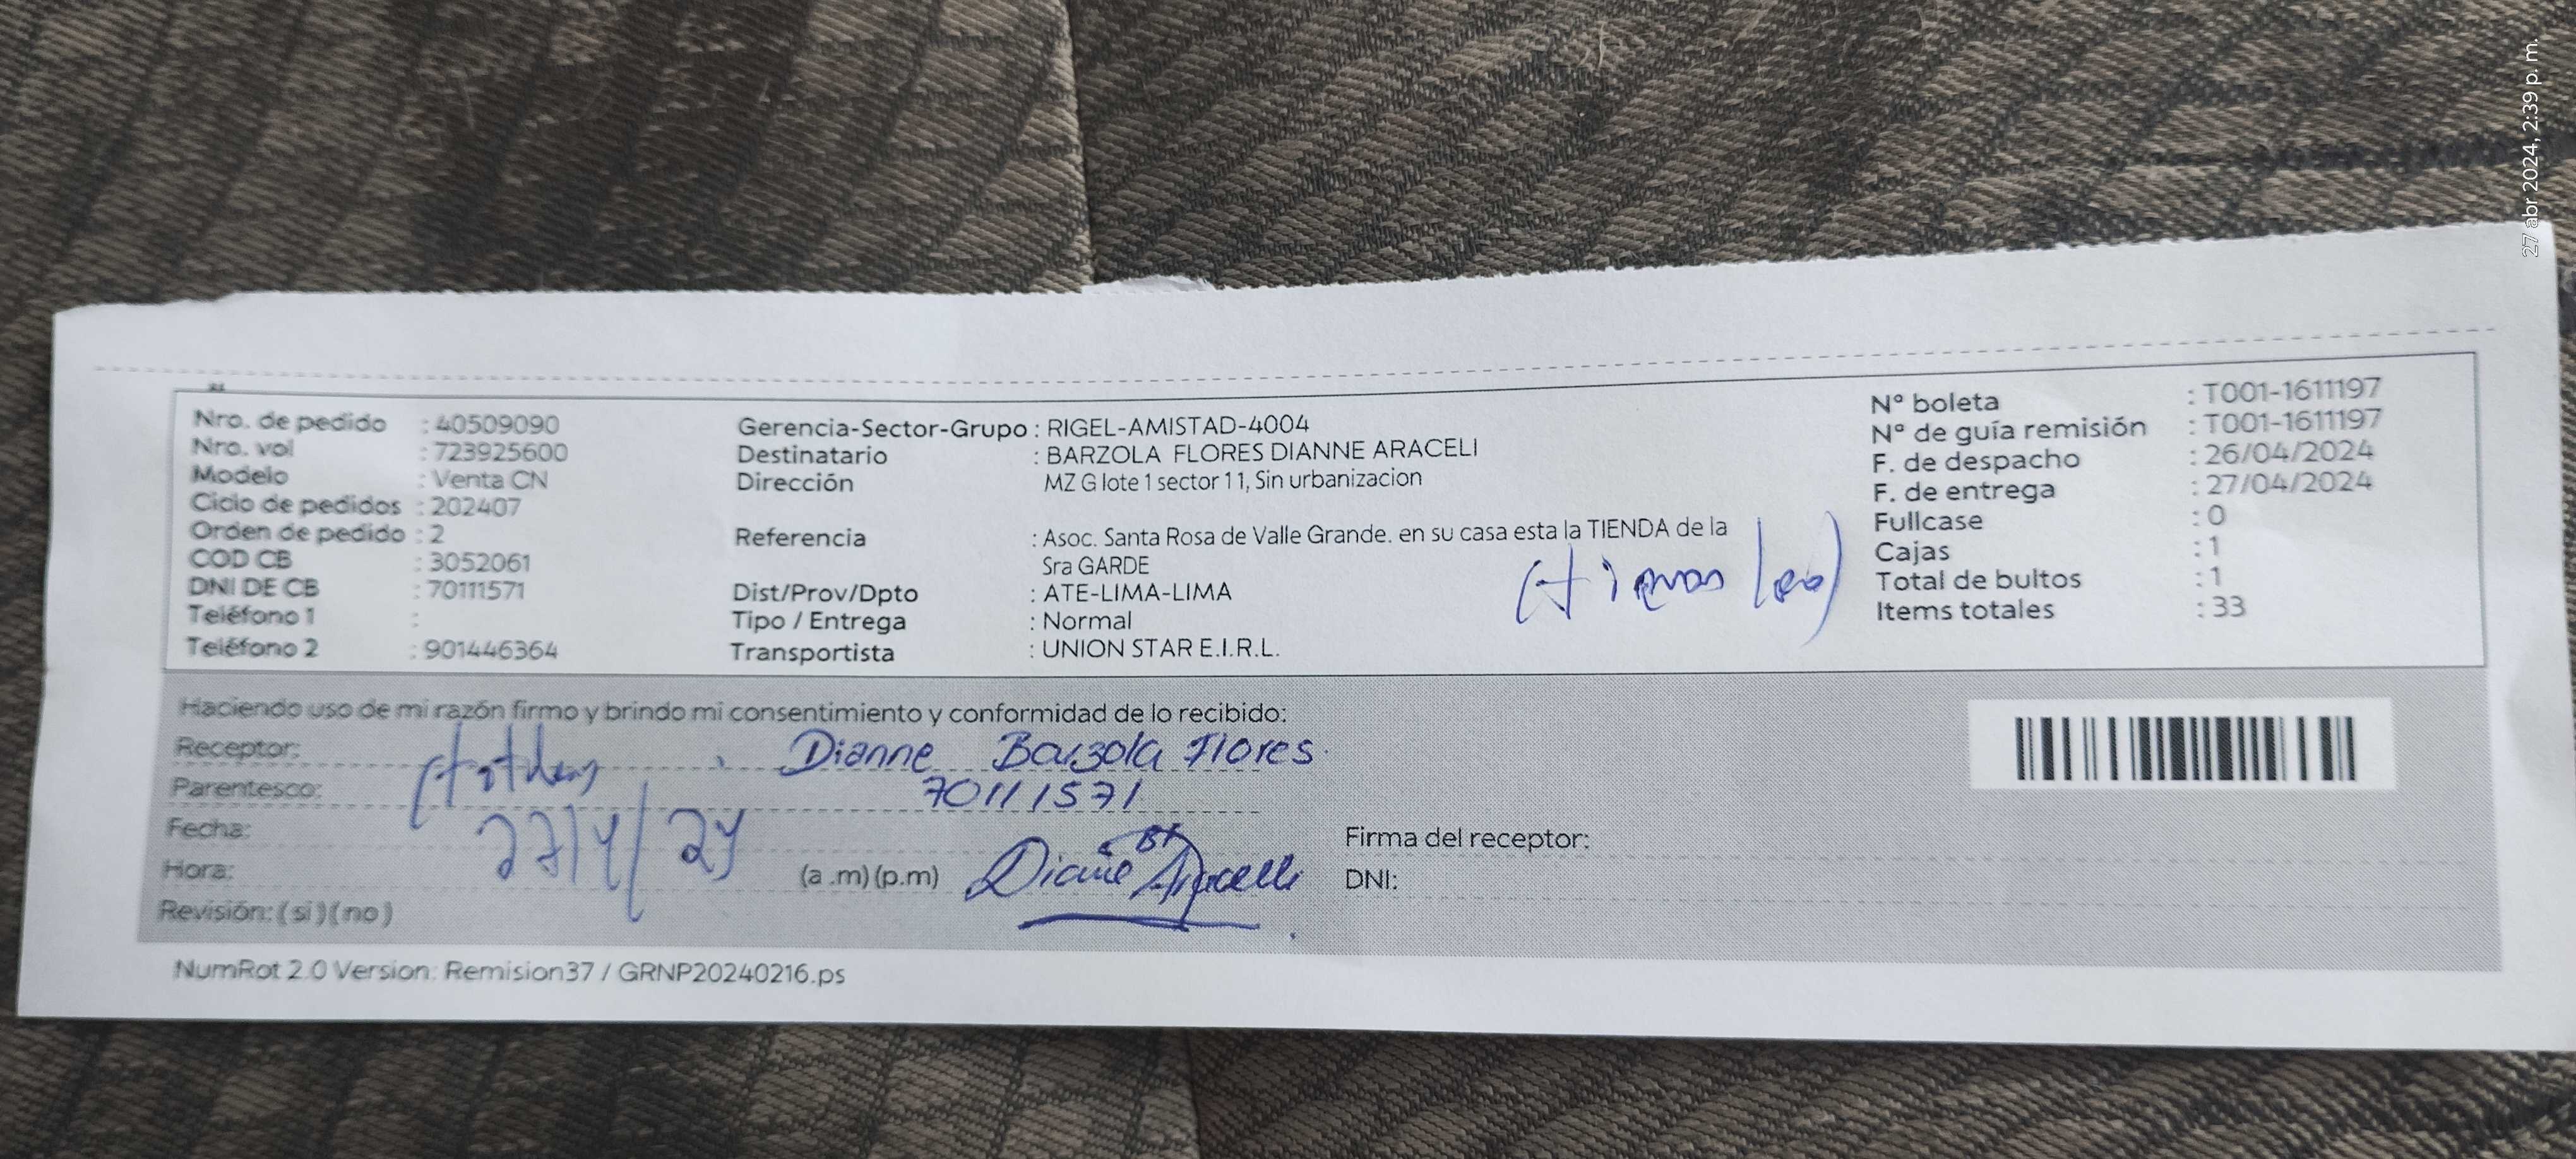 27 abr 2024, 2:39 p. m.
Nro. de pedido : 40509090
Nro. vol : 723925600
Modelo : Venta CN
Ciclo de pedidos : 202407
Orden de pedido : 2
COD CB : 3052061
DNI DE CB : 70111571
Teléfono 1 :
Teléfono 2 : 901446364
Gerencia-Sector-Grupo : RIGEL-AMISTAD-4004
Destinatario : BARZOLA FLORES DIANNE ARACELI
Dirección MZ G lote 1 sector 11, Sin urbanizacion
Referencia : Asoc. Santa Rosa de Valle Grande. en su casa esta la TIENDA de la
Sra GARDE
Dist/Prov/Dpto : ATE-LIMA-LIMA
Tipo / Entrega : Normal
Transportista : UNION STAR E.I.R.L.
Nº boleta : T001-1611197
Nº de guía remisión : T001-1611197
F. de despacho : 26/04/2024
F. de entrega : 27/04/2024
Fullcase : 0
Cajas : 1
Total de bultos : 1
Items totales : 33
Haciendo uso de mi razón firmo y brindo mi consentimiento y conformidad de lo recibido:
Receptor: Dianne Barzola Flores
Parentesco: 70111571
Fecha: 27/4/24
Hora: (a .m) (p.m) Dianne Araceli
Revisión: ( si ) ( no )
Firma del receptor:
DNI:
NumRot 2.0 Version: Remision37 / GRNP20240216.ps